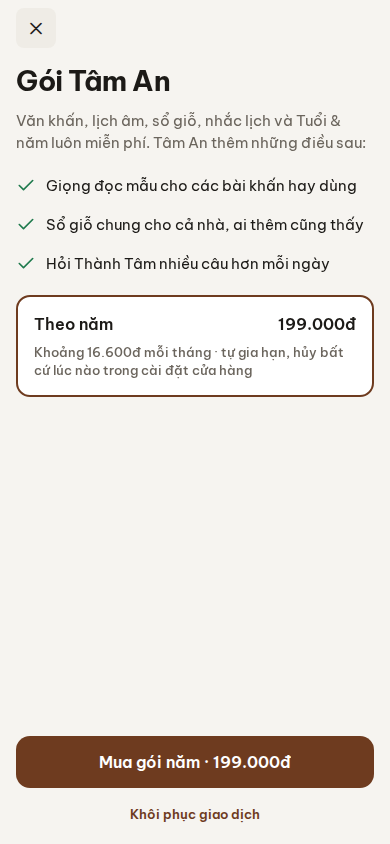 Gói Tâm An
Văn khấn, lịch âm, sổ giỗ, nhắc lịch và Tuổi &
năm luôn miễn phí. Tâm An thêm những điều sau:
Giọng đọc mẫu cho các bài khấn hay dùng
Sổ giỗ chung cho cả nhà, ai thêm cũng thấy
Hỏi Thành Tâm nhiều câu hơn mỗi ngày
Theo năm 199.000đ
Khoảng 16.600đ mỗi tháng · tự gia hạn, hủy bất
cứ lúc nào trong cài đặt cửa hàng
Mua gói năm · 199.000đ
Khôi phục giao dịch